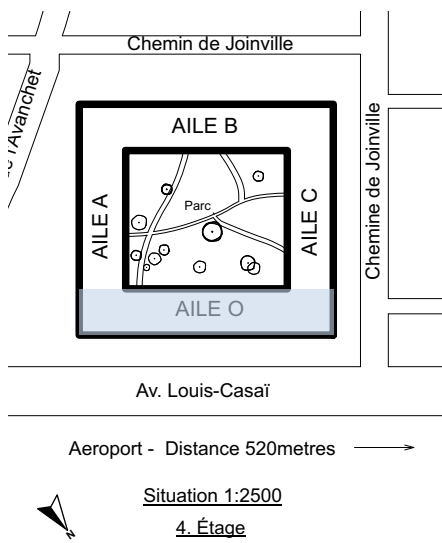 Chemin de Joinville
l'Avanchet
AILE B
AILE A
Parc
AILE C
Chemine de Joinville
AILE O
Av. Louis-Casaï
Aeroport - Distance 520metres
N
Situation 1:2500
4. Étage